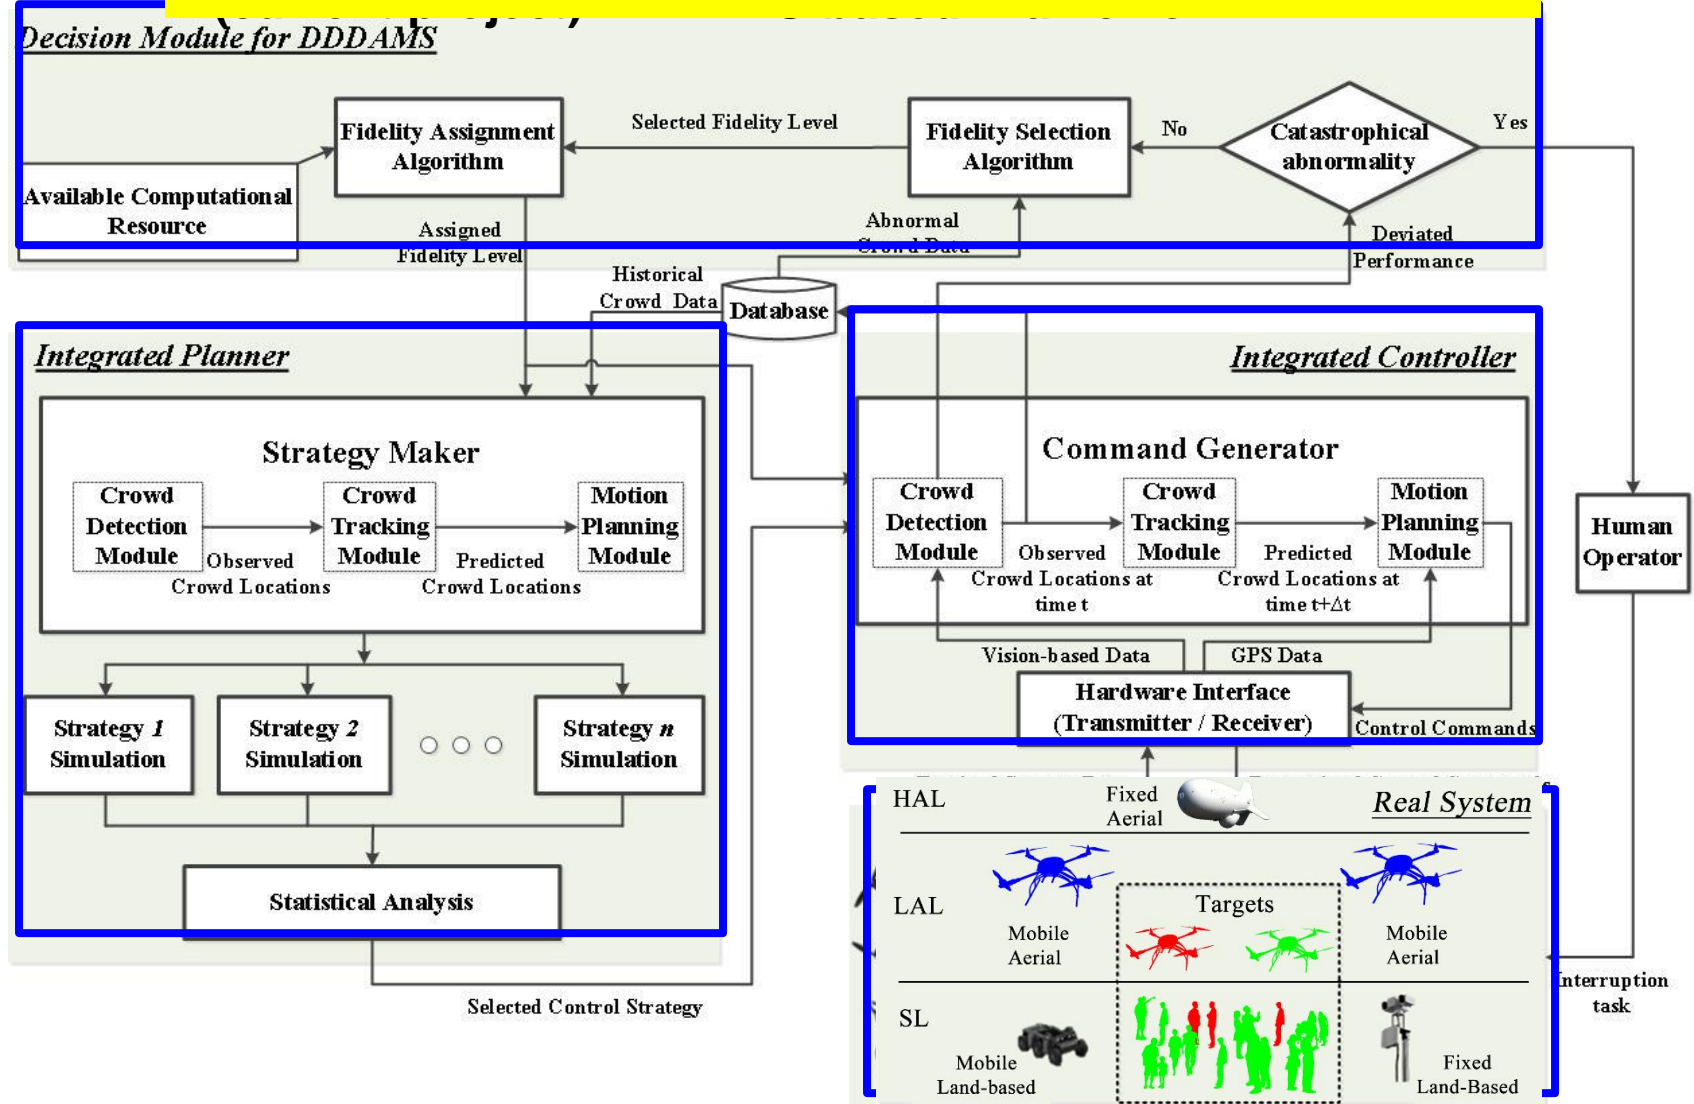 Decision Module for DDDAMS
Fidelity Assignment
Algorithm
Selected Fidelity Level
Fidelity Selection
Algorithm
No
Catastrophical
abnormality
Yes
Available Computational
Resource
Assigned
Fidelity Level
Abnormal
Crowd Data
Deviated
Performance
Historical
Crowd Data
Database
Integrated Planner
Strategy Maker
Crowd
Detection
Module
Observed
Crowd Locations
Crowd
Tracking
Module
Predicted
Crowd Locations
Motion
Planning
Module
Strategy 1
Simulation
Strategy 2
Simulation
Strategy n
Simulation
Statistical Analysis
Selected Control Strategy
Integrated Controller
Command Generator
Crowd
Detection
Module
Observed
Crowd Locations at
time t
Crowd
Tracking
Module
Predicted
Crowd Locations at
time t+Δt
Motion
Planning
Module
Vision-based Data
GPS Data
Hardware Interface
(Transmitter / Receiver)
Control Commands
Human
Operator
Interruption
task
Real System
HAL
Fixed
Aerial
LAL
Mobile
Aerial
Targets
Mobile
Aerial
SL
Mobile
Land-based
Fixed
Land-Based